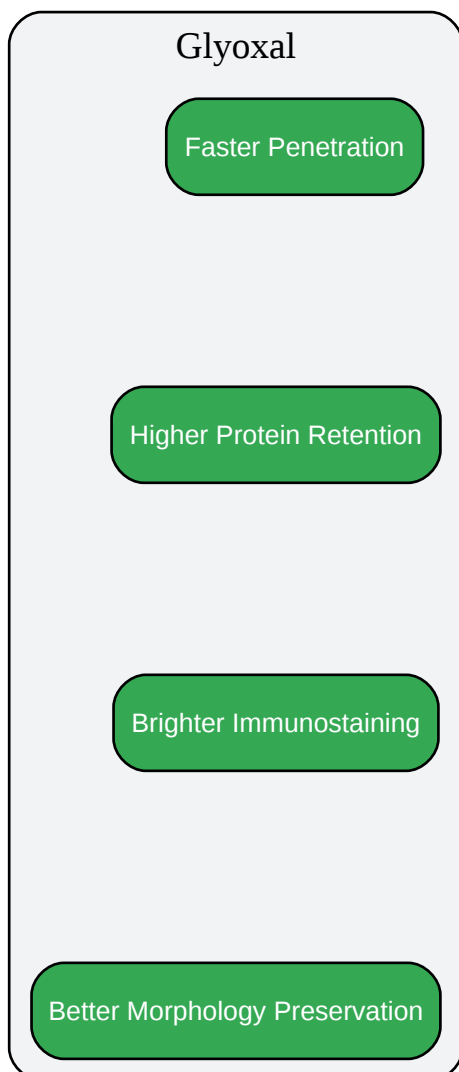 Glyoxal
Faster Penetration
Higher Protein Retention
Brighter Immunostaining
Better Morphology Preservation